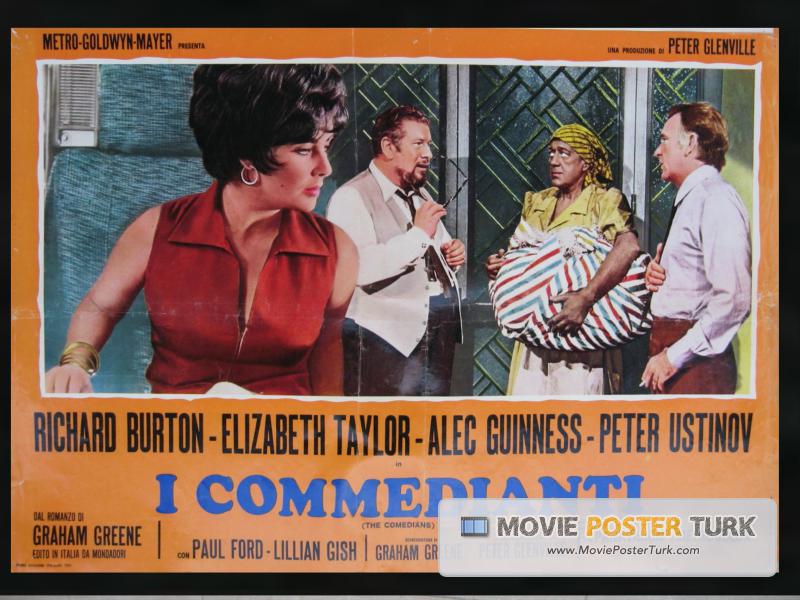 METRO-GOLDWYN-MAYER PRESENTA
UNA PRODUZIONE DI PETER GLENVILLE
RICHARD BURTON - ELIZABETH TAYLOR - ALEC GUINNESS - PETER USTINOV
in
I COMMEDIANTI
(THE COMEDIANS)
DAL ROMANZO DI
GRAHAM GREENE
EDITO IN ITALIA DA MONDADORI
CON PAUL FORD - LILLIAN GISH
GRAHAM GREENE PETER GLENVILLE
MOVIE POSTER TURK
www.MoviePosterTurk.com